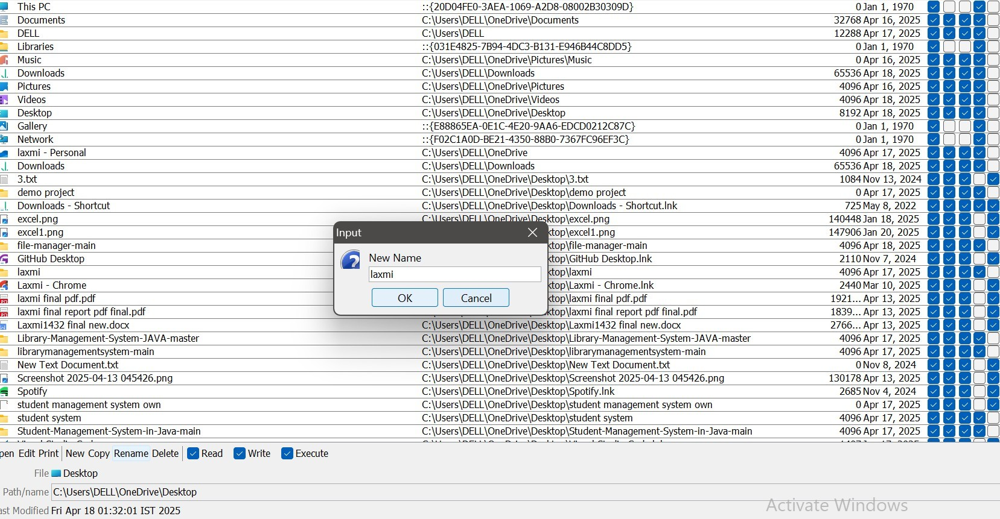 This PC ::{20D04FE0-3AEA-1069-A2D8-08002B30309D} 0 Jan 1, 1970
Documents C:\Users\DELL\OneDrive\Documents 32768 Apr 16, 2025
DELL C:\Users\DELL 12288 Apr 17, 2025
Libraries ::{031E4825-7B94-4DC3-B131-E946B44C8DD5} 0 Jan 1, 1970
Music C:\Users\DELL\OneDrive\Pictures\Music 0 Apr 16, 2025
Downloads C:\Users\DELL\Downloads 65536 Apr 18, 2025
Pictures C:\Users\DELL\OneDrive\Pictures 4096 Apr 16, 2025
Videos C:\Users\DELL\OneDrive\Videos 4096 Apr 18, 2025
Desktop C:\Users\DELL\OneDrive\Desktop 8192 Apr 18, 2025
Gallery ::{E88865EA-0E1C-4E20-9AA6-EDCD0212C87C} 0 Jan 1, 1970
Network ::{F02C1A0D-BE21-4350-88B0-7367FC96EF3C} 0 Jan 1, 1970
laxmi - Personal C:\Users\DELL\OneDrive 4096 Apr 17, 2025
Downloads C:\Users\DELL\Downloads 65536 Apr 18, 2025
3.txt C:\Users\DELL\OneDrive\Desktop\3.txt 1084 Nov 13, 2024
demo project C:\Users\DELL\OneDrive\Desktop\demo project 0 Apr 17, 2025
Downloads - Shortcut C:\Users\DELL\OneDrive\Desktop\Downloads - Shortcut.lnk 725 May 8, 2022
excel.png C:\Users\DELL\OneDrive\Desktop\excel.png 140448 Jan 18, 2025
excel1.png ktop\excel1.png 147906 Jan 20, 2025
file-manager-main ktop\file-manager-main 4096 Apr 18, 2025
GitHub Desktop ktop\GitHub Desktop.lnk 2110 Nov 7, 2024
laxmi ktop\laxmi 4096 Apr 17, 2025
Laxmi - Chrome ktop\Laxmi - Chrome.lnk 2440 Mar 10, 2025
laxmi final pdf.pdf ktop\laxmi final pdf.pdf 1921... Apr 13, 2025
laxmi final report pdf final.pdf ktop\laxmi final report pdf final.pdf 1839... Apr 13, 2025
Laxmi1432 final new.docx C:\Users\DELL\OneDrive\Desktop\Laxmi1432 final new.docx 2766... Apr 13, 2025
Library-Management-System-JAVA-master C:\Users\DELL\OneDrive\Desktop\Library-Management-System-JAVA-master 4096 Apr 17, 2025
librarymanagementsystem-main C:\Users\DELL\OneDrive\Desktop\librarymanagementsystem-main 4096 Apr 17, 2025
New Text Document.txt C:\Users\DELL\OneDrive\Desktop\New Text Document.txt 0 Nov 8, 2024
Screenshot 2025-04-13 045426.png C:\Users\DELL\OneDrive\Desktop\Screenshot 2025-04-13 045426.png 130178 Apr 13, 2025
Spotify C:\Users\DELL\OneDrive\Desktop\Spotify.lnk 2685 Nov 4, 2024
student management system own C:\Users\DELL\OneDrive\Desktop\student management system own 0 Apr 17, 2025
student system C:\Users\DELL\OneDrive\Desktop\student system 4096 Apr 17, 2025
Student-Management-System-in-Java-main C:\Users\DELL\OneDrive\Desktop\Student-Management-System-in-Java-main 4096 Apr 17, 2025
Input
New Name
laxmi
OK Cancel
pen Edit Print New Copy Rename Delete Read Write Execute
File Desktop
Path/name C:\Users\DELL\OneDrive\Desktop
ast Modified Fri Apr 18 01:32:01 IST 2025
Activate Windows